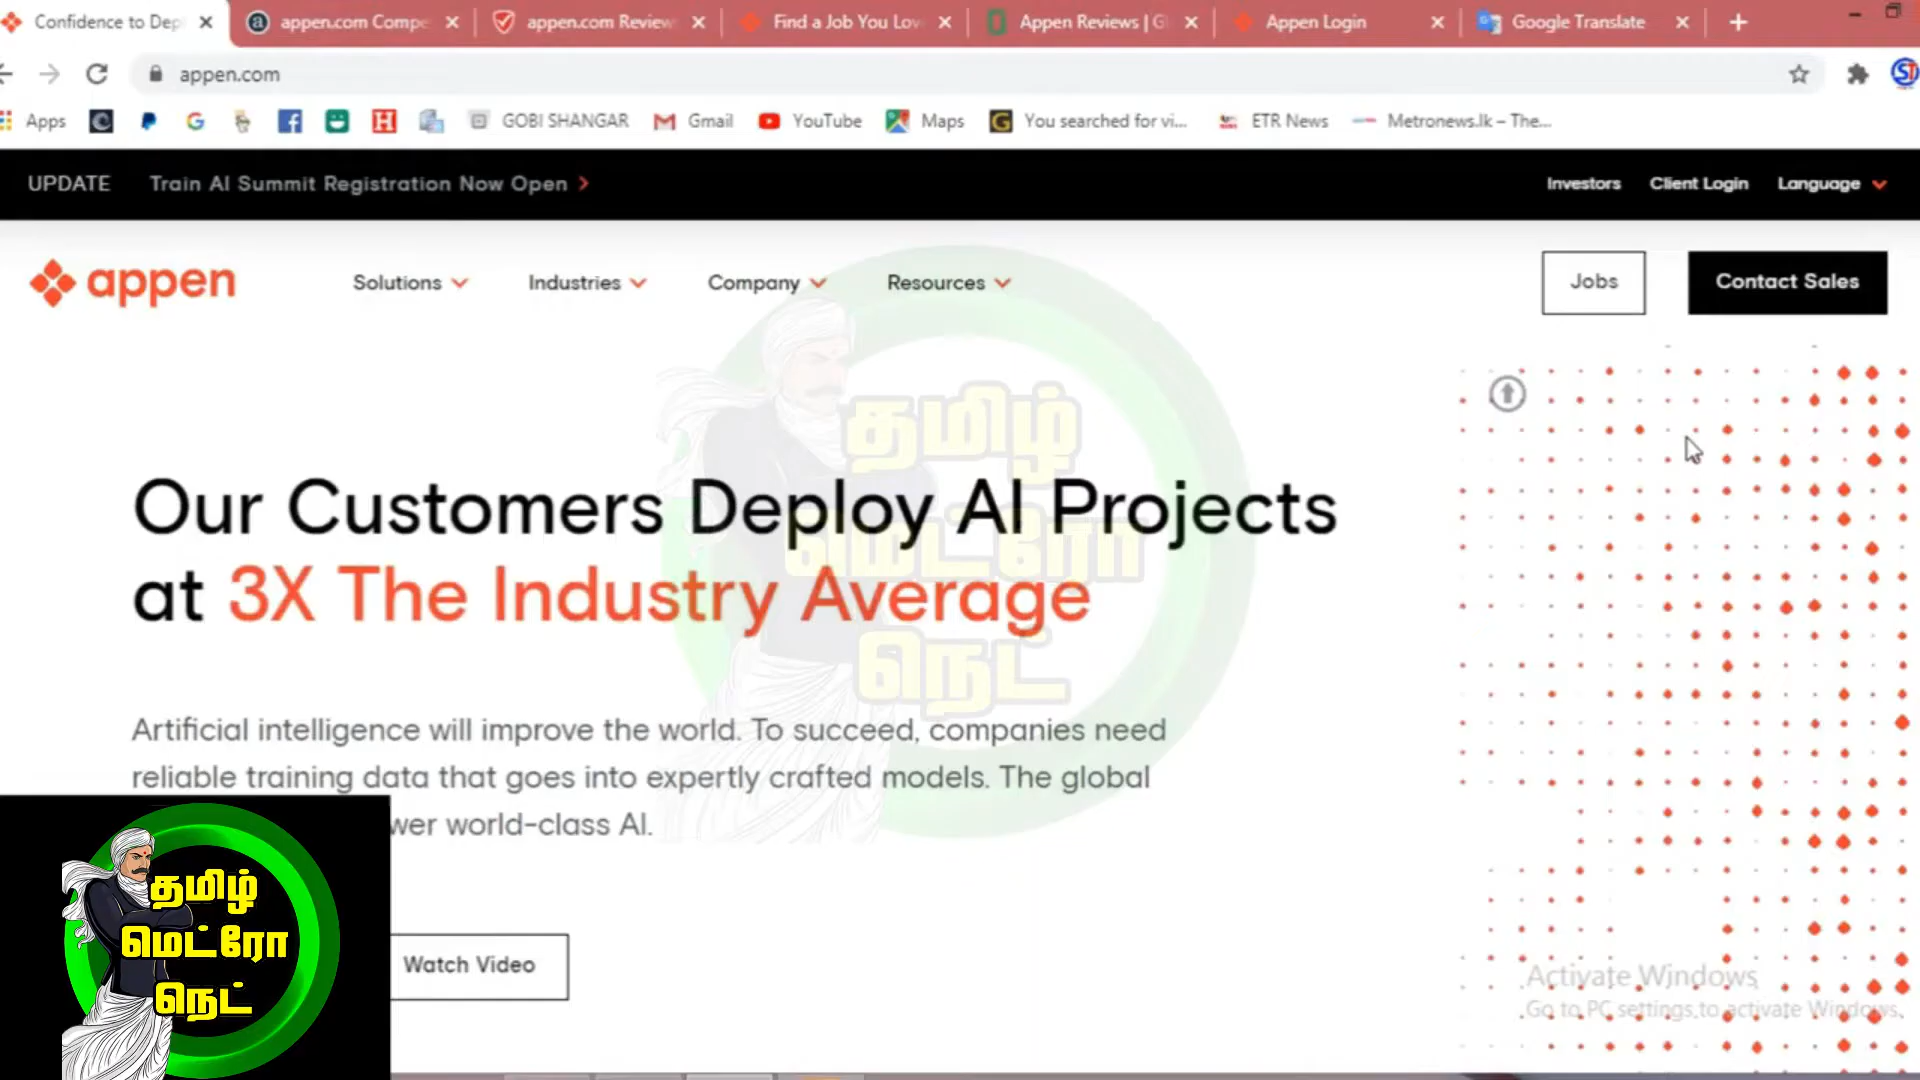 Confidence to Dep
appen.com Compe
appen.com Review
Find a Job You Lov
Appen Reviews | G
Appen Login
Google Translate
appen.com
Apps
GOBI SHANGAR
Gmail
YouTube
Maps
You searched for vi...
ETR News
Metronews.lk – The...
UPDATE
Train AI Summit Registration Now Open
Investors
Client Login
Language
appen
Solutions
Industries
Company
Resources
Jobs
Contact Sales
தமிழ்
மெட்ரோ
நெட்
Our Customers Deploy AI Projects
at 3X The Industry Average
Artificial intelligence will improve the world. To succeed, companies need
reliable training data that goes into expertly crafted models. The global
wer world-class AI.
Watch Video
தமிழ்
மெட்ரோ
நெட்
Activate Windows
Go to PC settings to activate Windows.